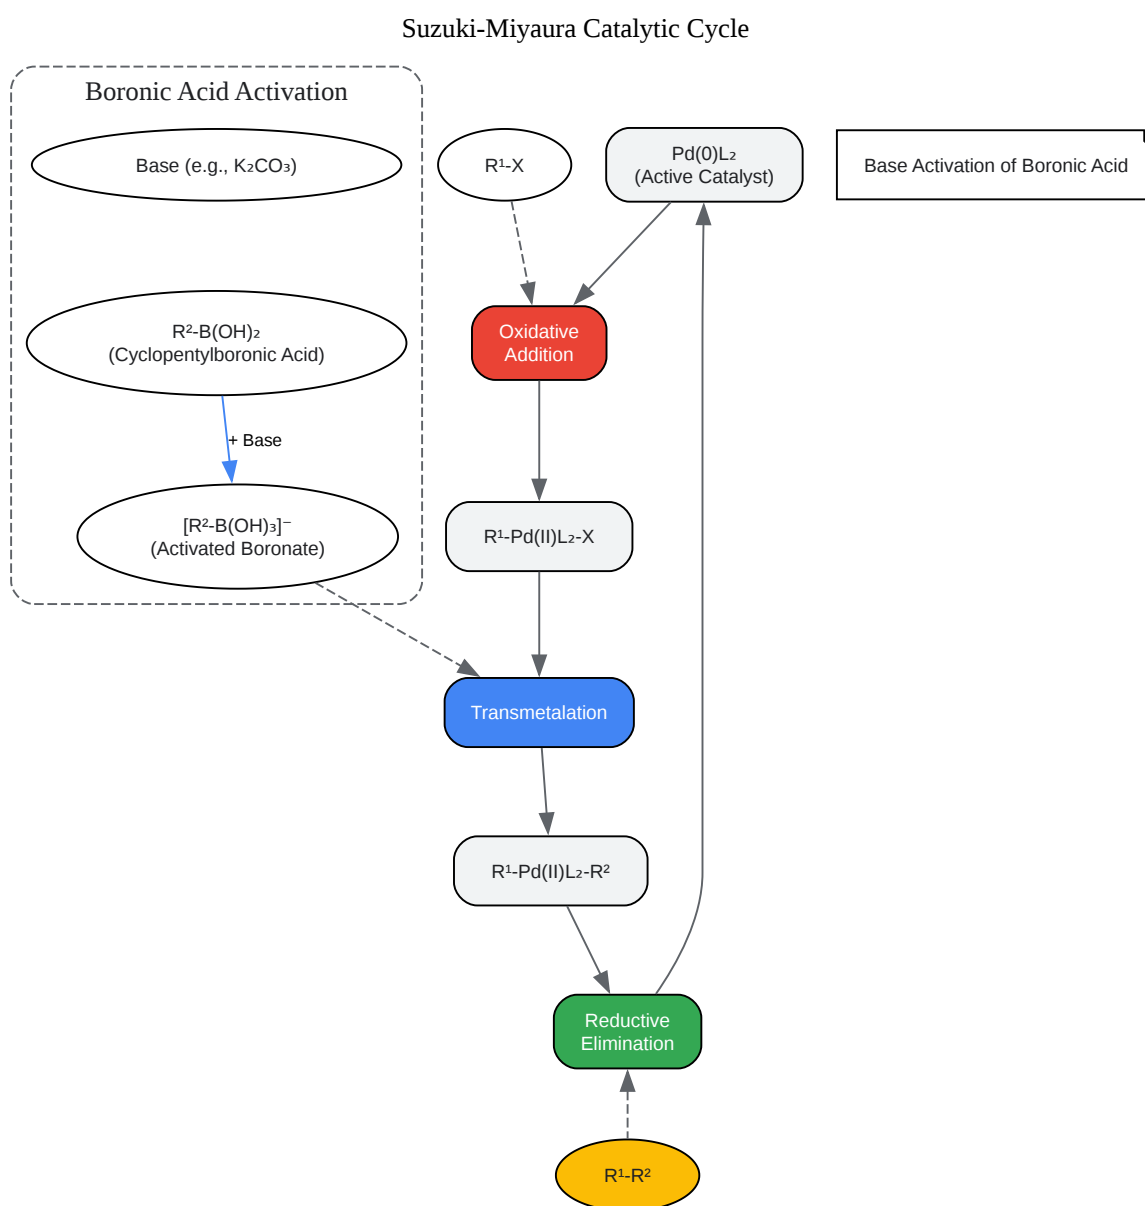 Suzuki-Miyaura Catalytic Cycle
Boronic Acid Activation
Base (e.g., K₂CO₃)
R¹-X
Pd(0)L₂
(Active Catalyst)
Base Activation of Boronic Acid
R²-B(OH)₂
(Cyclopentylboronic Acid)
Oxidative
Addition
+ Base
[R²-B(OH)₃]⁻
(Activated Boronate)
R¹-Pd(II)L₂-X
Transmetalation
R¹-Pd(II)L₂-R²
Reductive
Elimination
R¹-R²